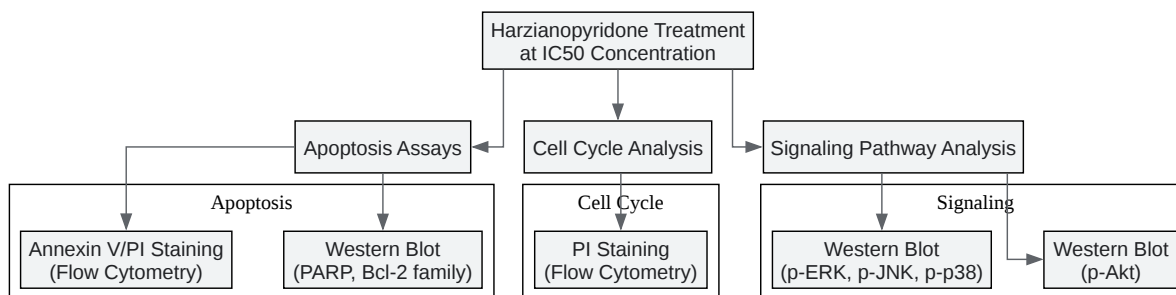 Harzianopyridone Treatment
at IC50 Concentration
Apoptosis Assays
Cell Cycle Analysis
Signaling Pathway Analysis
Apoptosis
Cell Cycle
Signaling
Annexin V/PI Staining
(Flow Cytometry)
Western Blot
(PARP, Bcl-2 family)
PI Staining
(Flow Cytometry)
Western Blot
(p-ERK, p-JNK, p-p38)
Western Blot
(p-Akt)